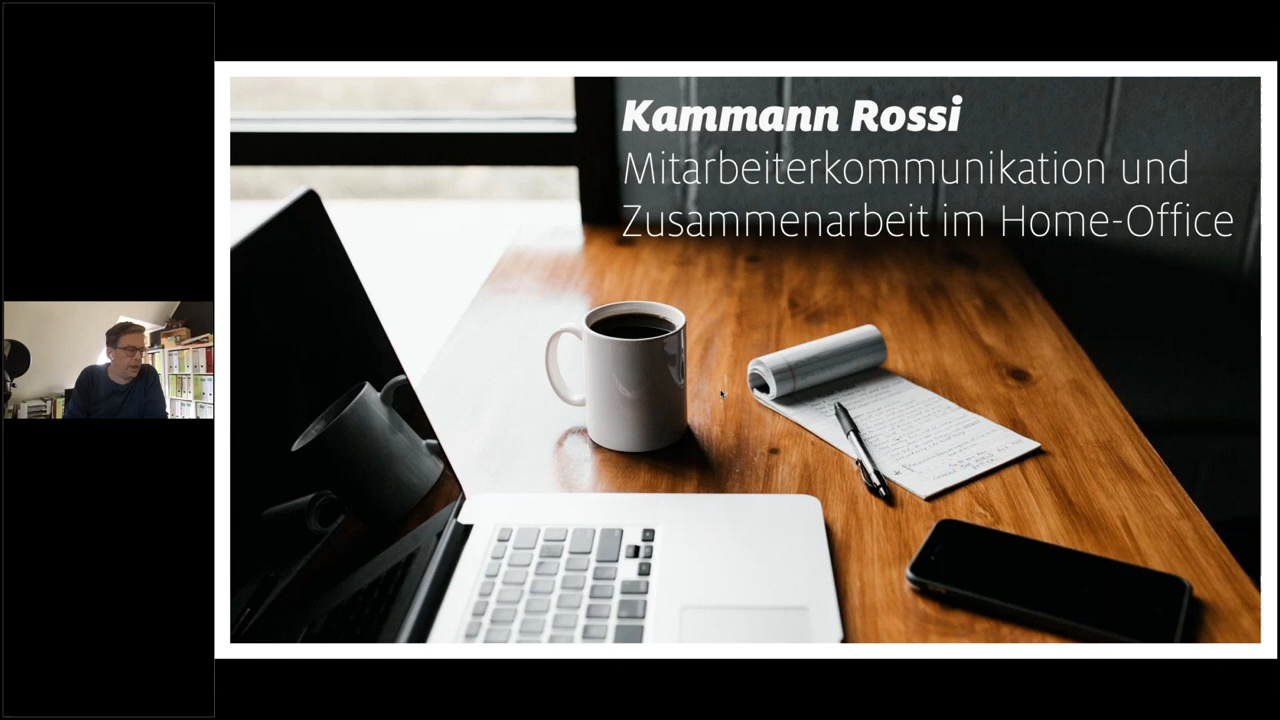 Kammann Rossi
Mitarbeiterkommunikation und
Zusammenarbeit im Home-Office